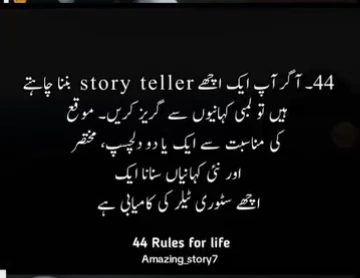 44۔ آگر آپ ایک اچھے story teller بننا چاہتے
ہیں تو لمبی کہانیوں سے گریز کریں۔ موقع
کی مناسبت سے ایک یا دو دلچسپ، مختصر
اور نئی کہانیاں سنانا ایک
اچھے سٹوری ٹیلر کی کامیابی ہے
44 Rules for life
Amazing_story7